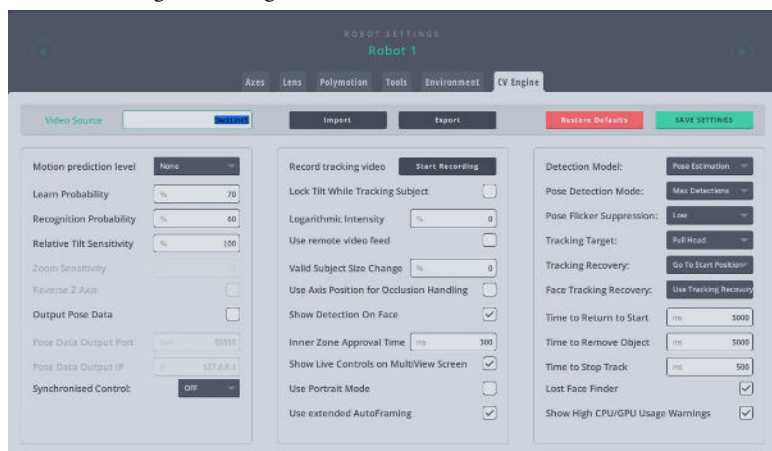 ROBOT SETTINGS
Robot 1
Axes Lens Polymotion Tools Environment CV Engine
Video Source Import Export Restore Defaults SAVE SETTINGS
Motion prediction level None
Learn Probability % 70
Recognition Probability % 60
Relative Tilt Sensitivity % 100
Zoom Sensitivity
Reverse Z Axis
Output Pose Data
Pose Data Output Port 55555
Pose Data Output IP IP 127.0.0.1
Synchronised Control: OFF
Record tracking video Start Recording
Lock Tilt While Tracking Subject
Logarithmic Intensity % 0
Use remote video feed
Valid Subject Size Change % 0
Use Axis Position for Occlusion Handling
Show Detection On Face
Inner Zone Approval Time ms 300
Show Live Controls on MultiView Screen
Use Portrait Mode
Use extended AutoFraming
Detection Model: Pose Estimation
Pose Detection Mode: Max Detections
Pose Flicker Suppression: Low
Tracking Target: Full Head
Tracking Recovery: Go To Start Position
Face Tracking Recovery: Use Tracking Recovery
Time to Return to Start ms 5000
Time to Remove Object ms 5000
Time to Stop Track ms 500
Lost Face Finder
Show High CPU/GPU Usage Warnings